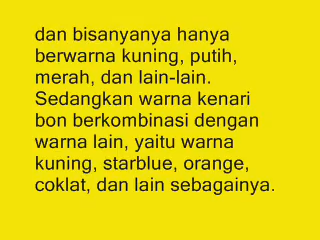 dan bisanyanya hanya
berwarna kuning, putih,
merah, dan lain-lain.
Sedangkan warna kenari
bon berkombinasi dengan
warna lain, yaitu warna
kuning, starblue, orange,
coklat, dan lain sebagainya.